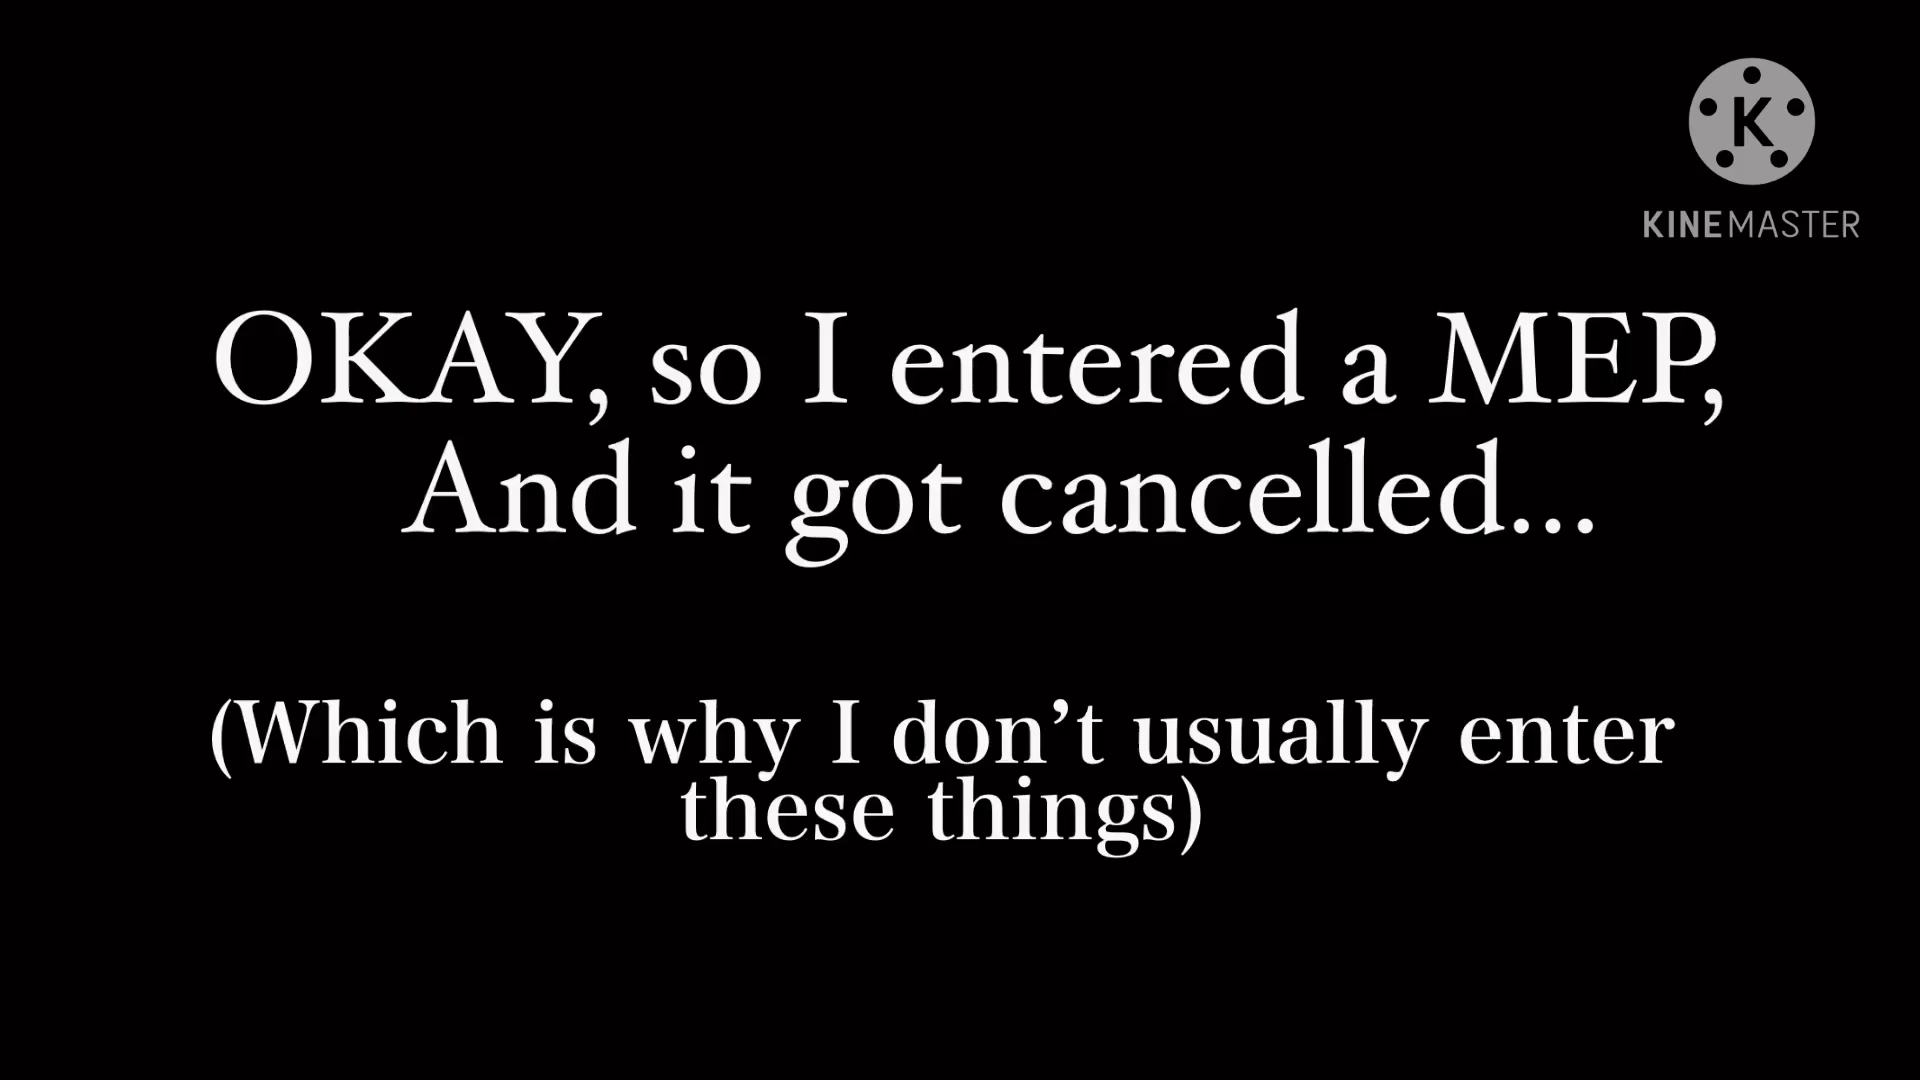 K
KINEMASTER
OKAY, so I entered a MEP,
And it got cancelled...
(Which is why I don’t usually enter
these things)